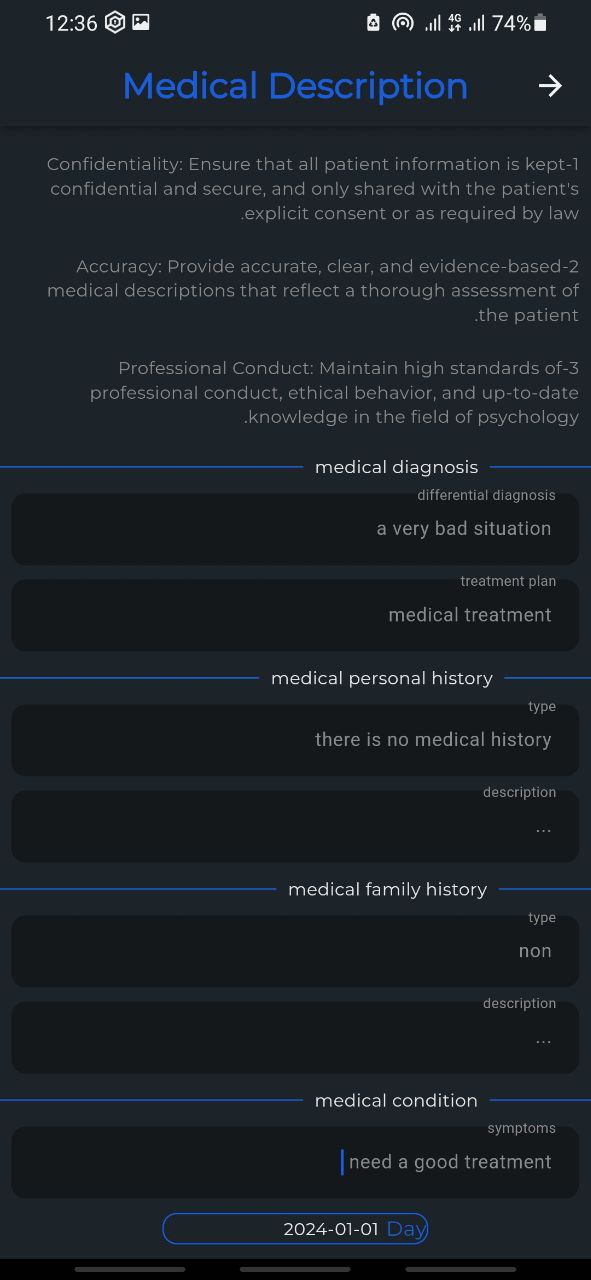 12:36
4G
74%
Medical Description
Confidentiality: Ensure that all patient information is kept-1
confidential and secure, and only shared with the patient's
.explicit consent or as required by law
Accuracy: Provide accurate, clear, and evidence-based-2
medical descriptions that reflect a thorough assessment of
.the patient
Professional Conduct: Maintain high standards of-3
professional conduct, ethical behavior, and up-to-date
.knowledge in the field of psychology
medical diagnosis
differential diagnosis
a very bad situation
treatment plan
medical treatment
medical personal history
type
there is no medical history
description
...
medical family history
type
non
description
...
medical condition
symptoms
need a good treatment
2024-01-01 Day